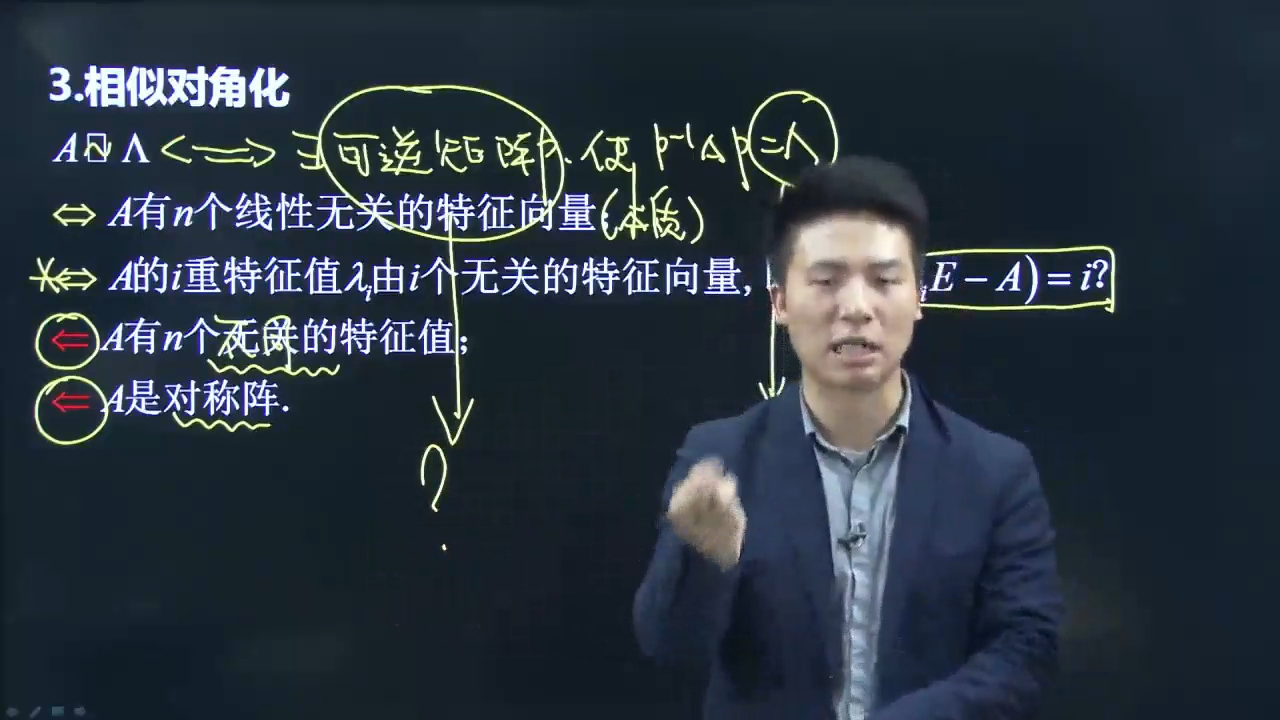 3.相似对角化
A ~ Λ <=> ∃可逆矩阵P.使P⁻¹AP=Λ
⇔ A有n个线性无关的特征向量;(本质)
*⇔ A的i重特征值λᵢ由i个无关的特征向量, ᵢE − A) = i?
⇐ A有n个无关的特征值;
⇐ A是对称阵.
?